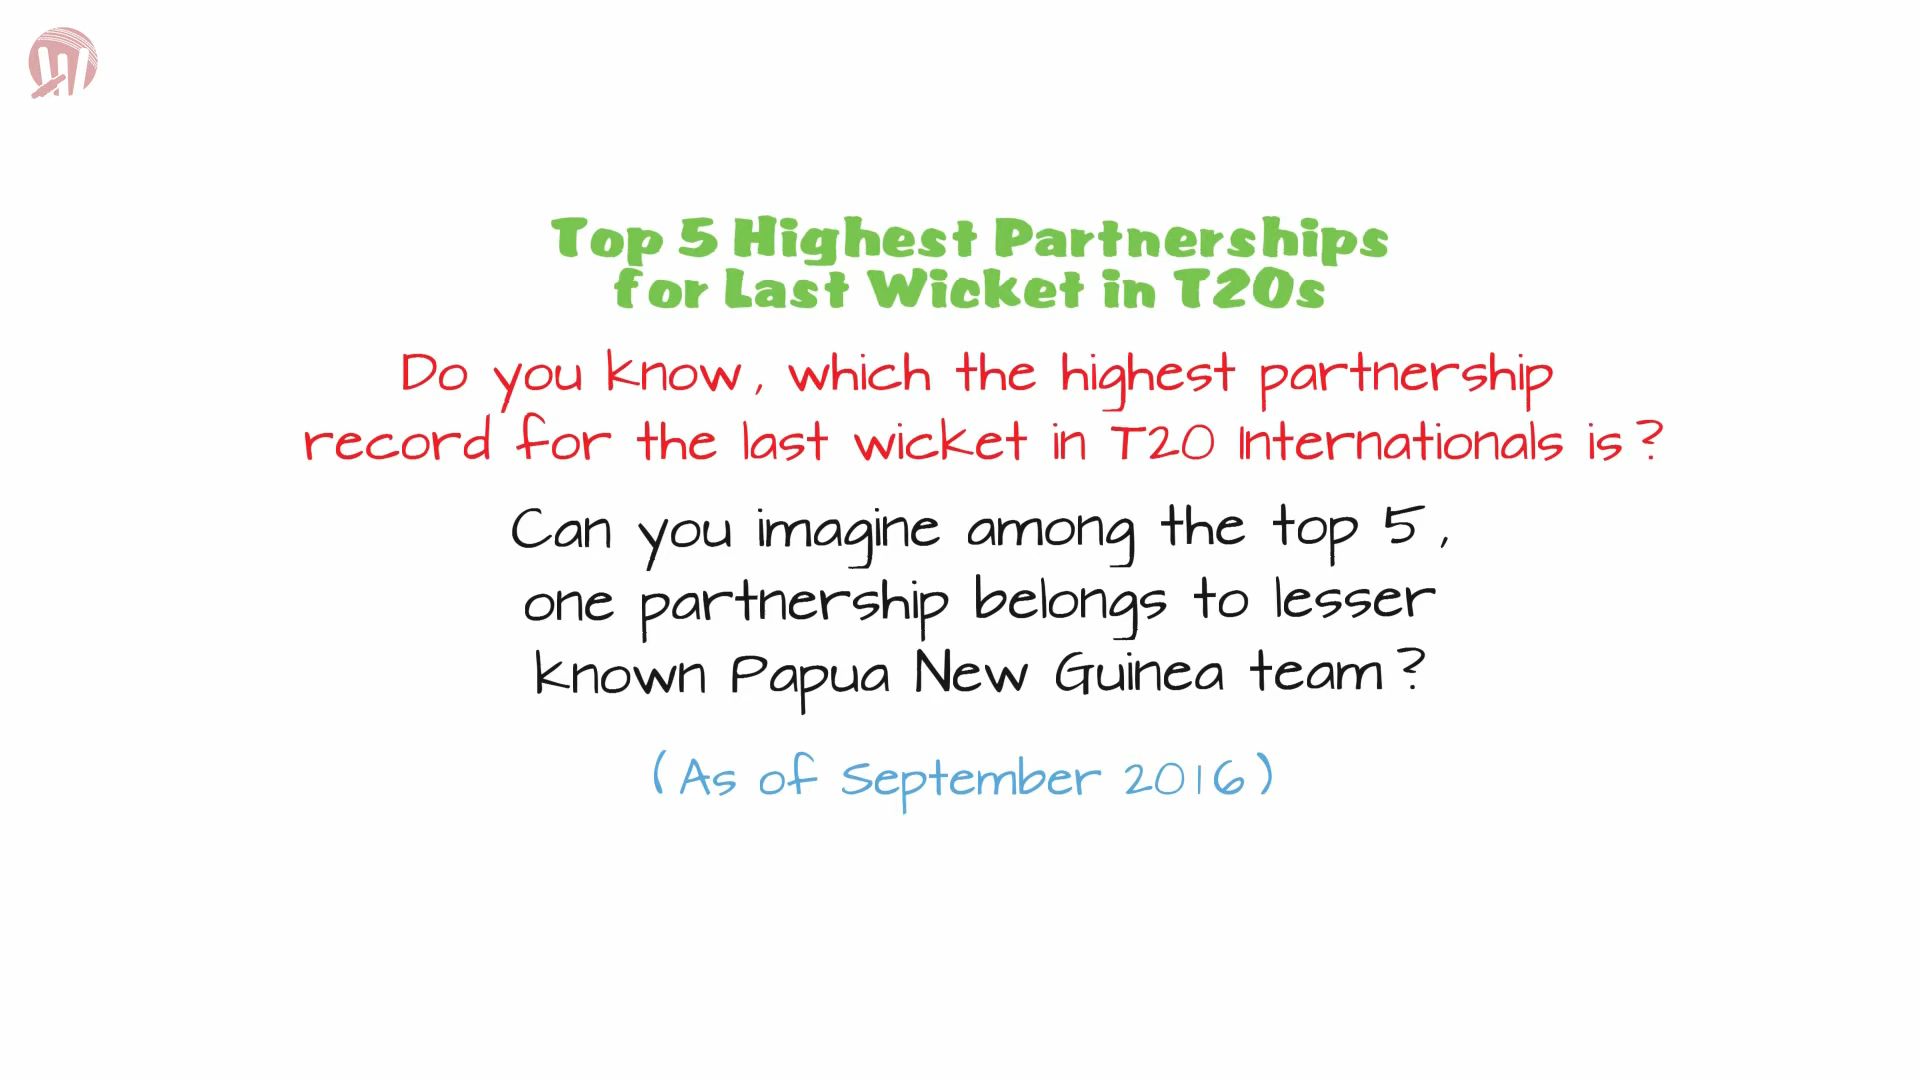 Top 5 Highest Partnerships
for Last Wicket in T20s
Do you know, which the highest partnership
record for the last wicket in T20 Internationals is?
Can you imagine among the top 5,
one partnership belongs to lesser
known Papua New Guinea team?
(As of September 2016)